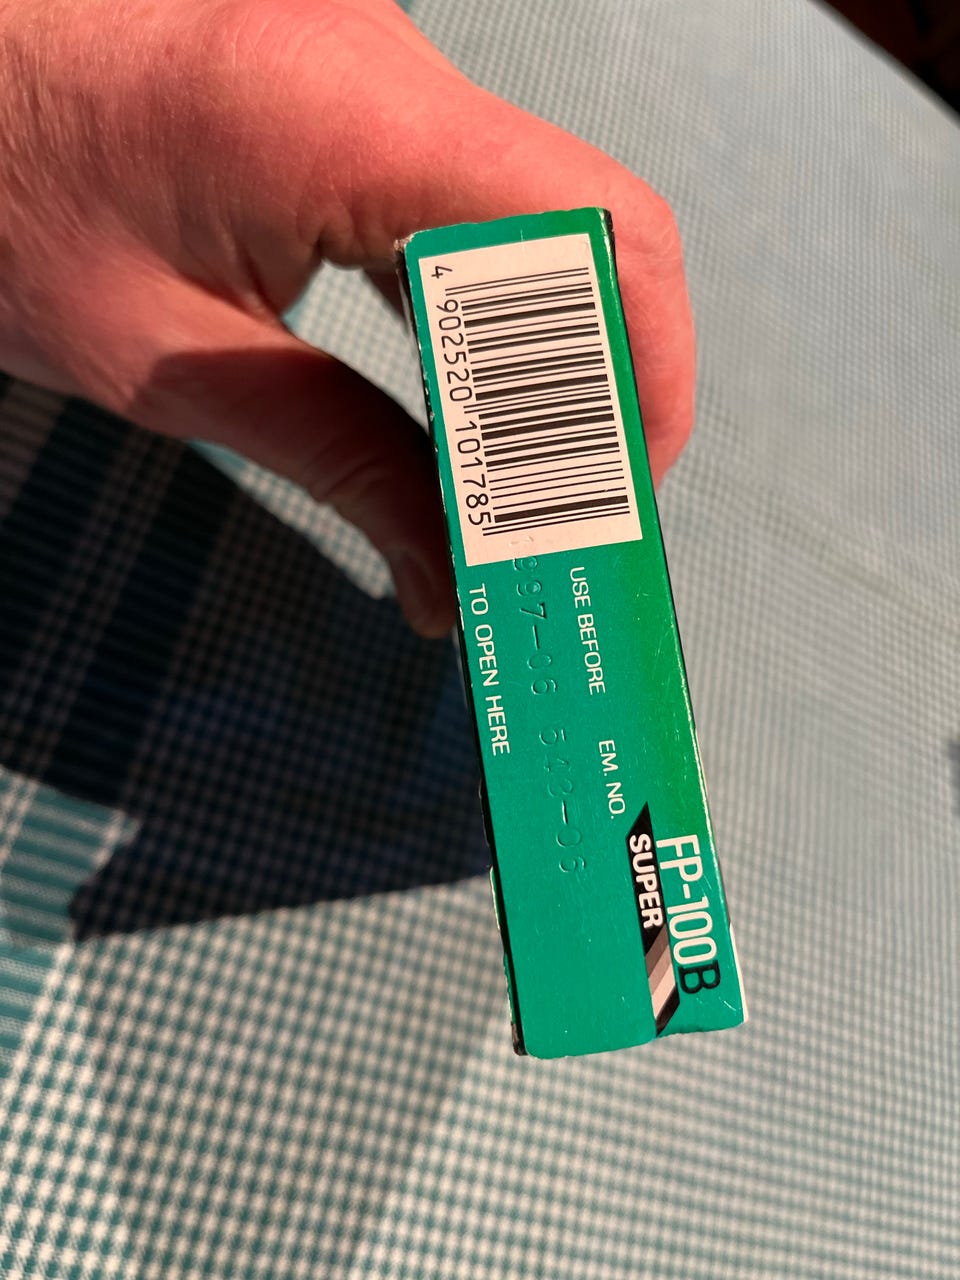 4 902520 101785
USE BEFORE EM. NO.
1997-06 543-06
TO OPEN HERE
FP-100B
SUPER